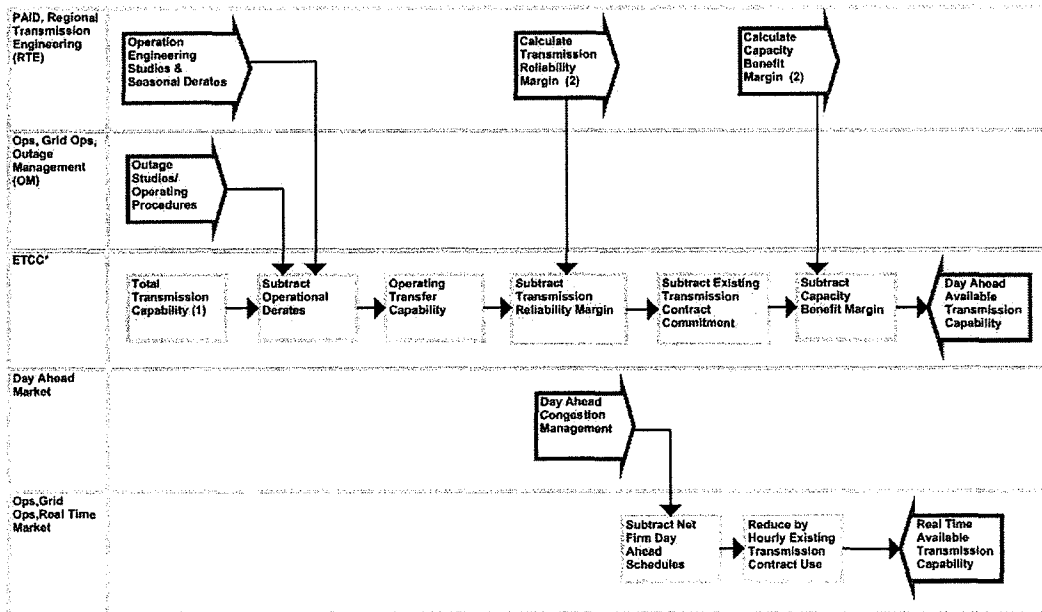 PAID, Regional
Transmission
Engineering
(RTE)
Operation
Engineering
Studies &
Seasonal Derates
Calculate
Transmission
Reliability
Margin (2)
Calculate
Capacity
Benefit
Margin (2)
Ops, Grid Ops,
Outage
Management
(OM)
Outage
Studies/
Operating
Procedures
ETCC*
Total
Transmission
Capability (1)
Subtract
Operational
Derates
Operating
Transfer
Capability
Subtract
Transmission
Reliability Margin
Subtract Existing
Transmission
Contract
Commitment
Subtract
Capacity
Benefit Margin
Day Ahead
Available
Transmission
Capability
Day Ahead
Market
Day Ahead
Congestion
Management
Ops,Grid
Ops,Real Time
Market
Subtract Net
Firm Day
Ahead
Schedules
Reduce by
Hourly Existing
Transmission
Contract Use
Real Time
Available
Transmission
Capability